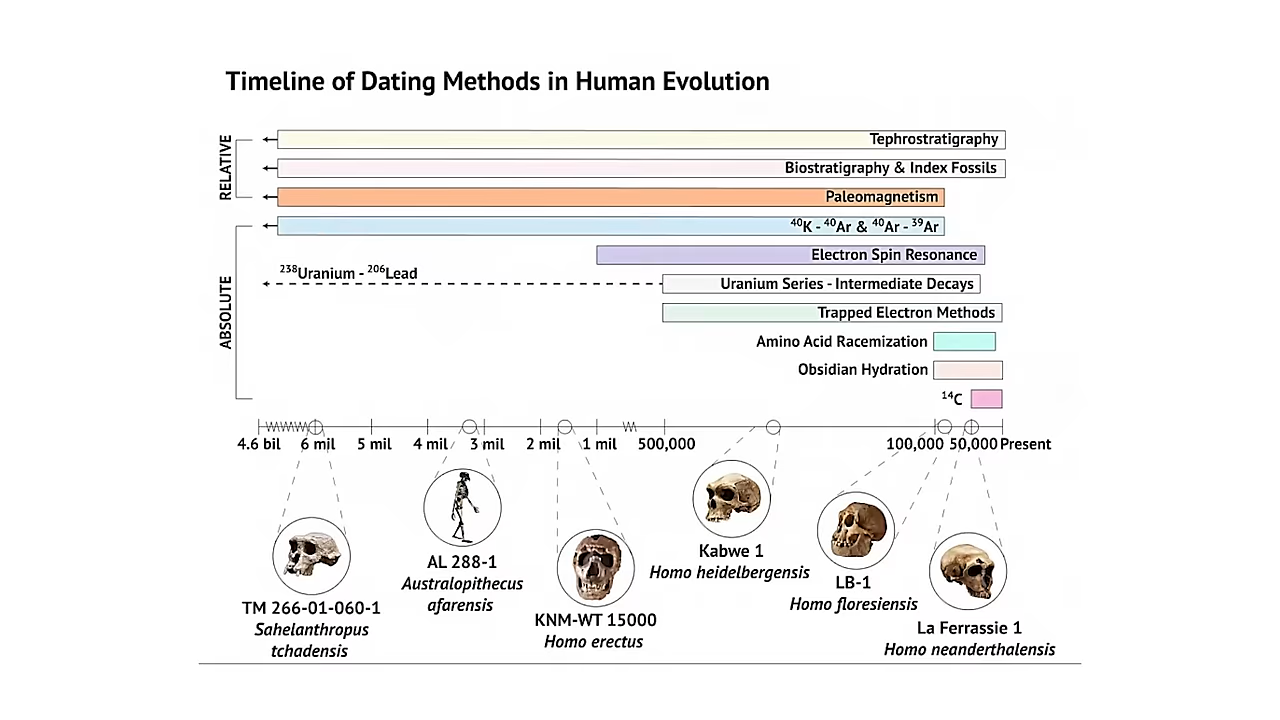 Timeline of Dating Methods in Human Evolution
RELATIVE
Tephrostratigraphy
Biostratigraphy & Index Fossils
Paleomagnetism
ABSOLUTE
⁴⁰K - ⁴⁰Ar & ⁴⁰Ar - ³⁹Ar
Electron Spin Resonance
²³⁸Uranium - ²⁰⁶Lead
Uranium Series - Intermediate Decays
Trapped Electron Methods
Amino Acid Racemization
Obsidian Hydration
¹⁴C
4.6 bil 6 mil 5 mil 4 mil 3 mil 2 mil 1 mil 500,000 100,000 50,000 Present
TM 266-01-060-1
Sahelanthropus
tchadensis
AL 288-1
Australopithecus
afarensis
KNM-WT 15000
Homo erectus
Kabwe 1
Homo heidelbergensis
LB-1
Homo floresiensis
La Ferrassie 1
Homo neanderthalensis